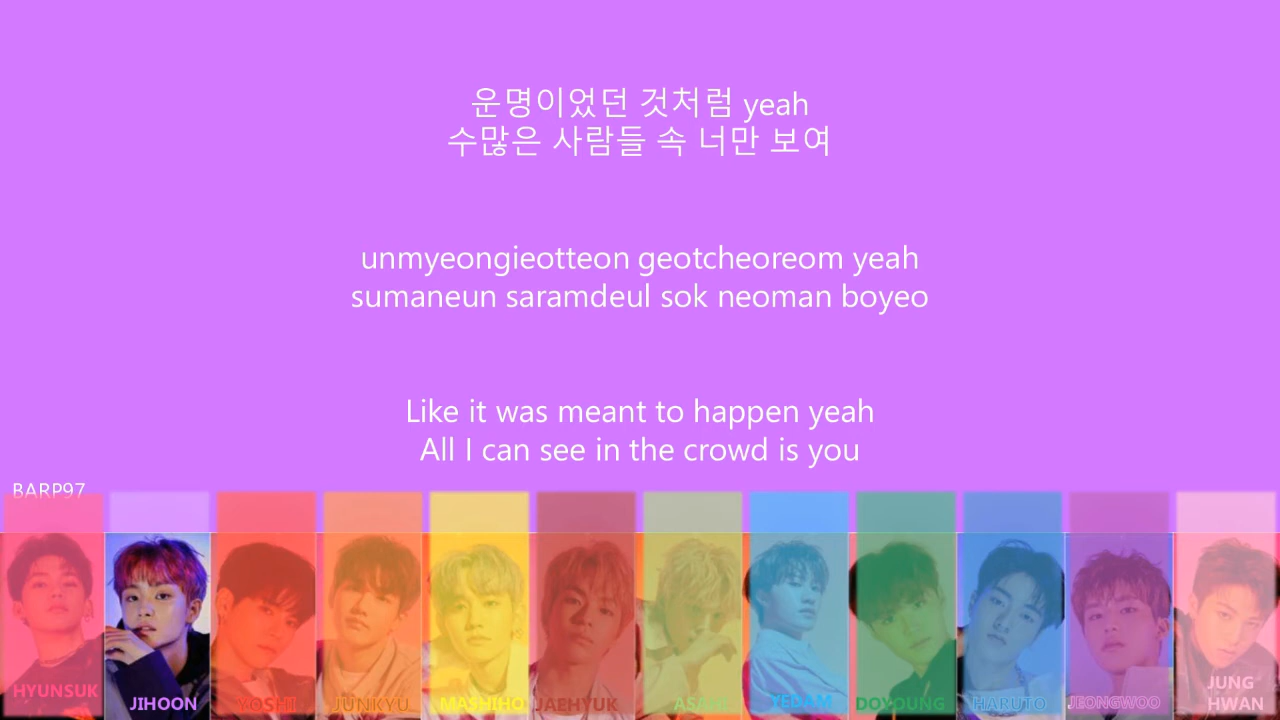 운명이었던 것처럼 yeah
수많은 사람들 속 너만 보여
unmyeongieotteon geotcheoreom yeah
sumaneun saramdeul sok neoman boyeo
Like it was meant to happen yeah
All I can see in the crowd is you
BARP97
HYUNSUK
JIHOON
YOSHI
JUNKYU
MASHIHO
JAEHYUK
ASAHI
YEDAM
DOYOUNG
HARUTO
JEONGWOO
JUNG
HWAN